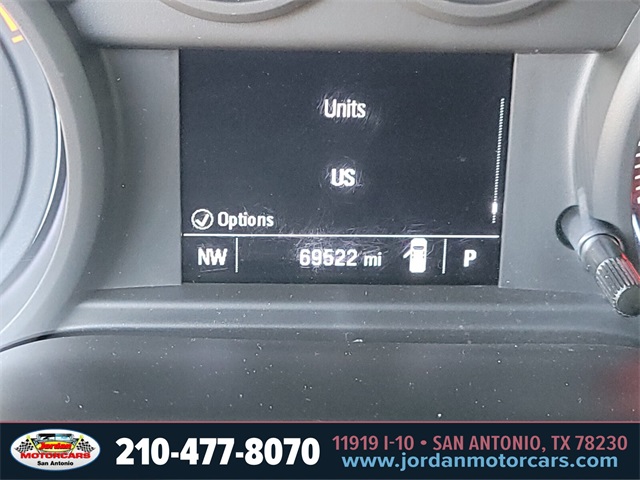 Units
US
Options
NW 69522 mi P
Jordan
MOTORCARS
San Antonio
210-477-8070
11919 I-10 • SAN ANTONIO, TX 78230
www.jordanmotorcars.com